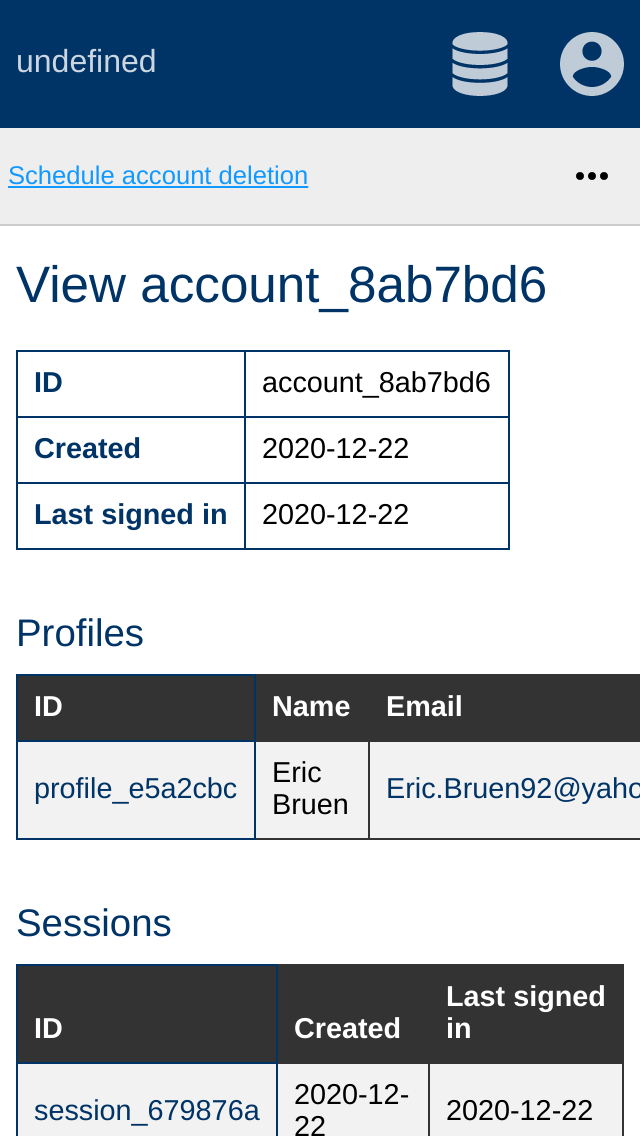 undefined
Schedule account deletion
View account_8ab7bd6
ID account_8ab7bd6
Created 2020-12-22
Last signed in 2020-12-22
Profiles
ID Name Email
profile_e5a2cbc Eric Bruen Eric.Bruen92@yaho
Sessions
ID Created Last signed in
session_679876a 2020-12-22 2020-12-22